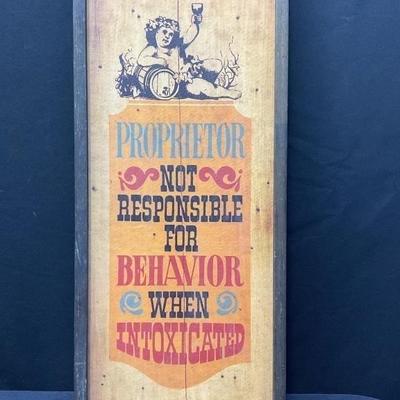 PROPRIETOR
NOT
RESPONSIBLE
FOR
BEHAVIOR
WHEN
INTOXICATED